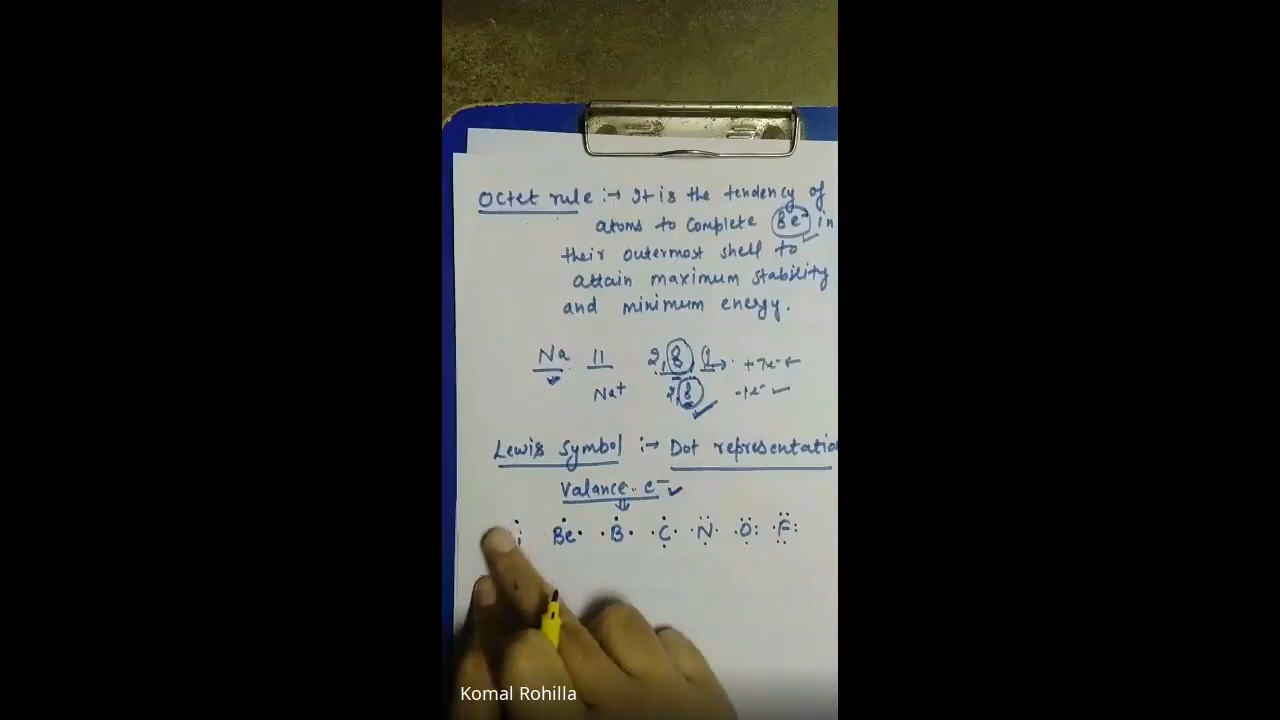 Octet rule :→ It is the tendency of
atoms to complete 8e⁻ in
their outermost shell to
attain maximum stability
and minimum energy.
Na 11 2, 8, 1 → +7e⁻
Na⁺ 2, 8 -1e⁻
Lewis Symbol :→ Dot representation
Valance e⁻
Be B C N O F
Komal Rohilla